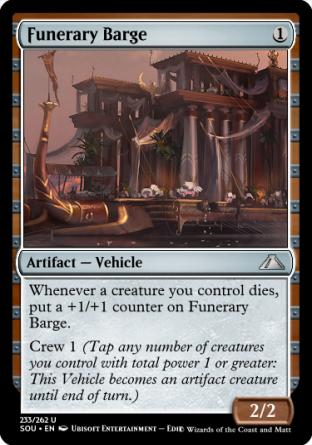 Funerary Barge 1
Artifact — Vehicle
Whenever a creature you control dies,
put a +1/+1 counter on Funerary
Barge.
Crew 1 (Tap any number of creatures
you control with total power 1 or greater:
This Vehicle becomes an artifact creature
until end of turn.)
2/2
233/262 U
SOU • EN Ubisoft Entertainment – Edie Wizards of the Coast and Matt